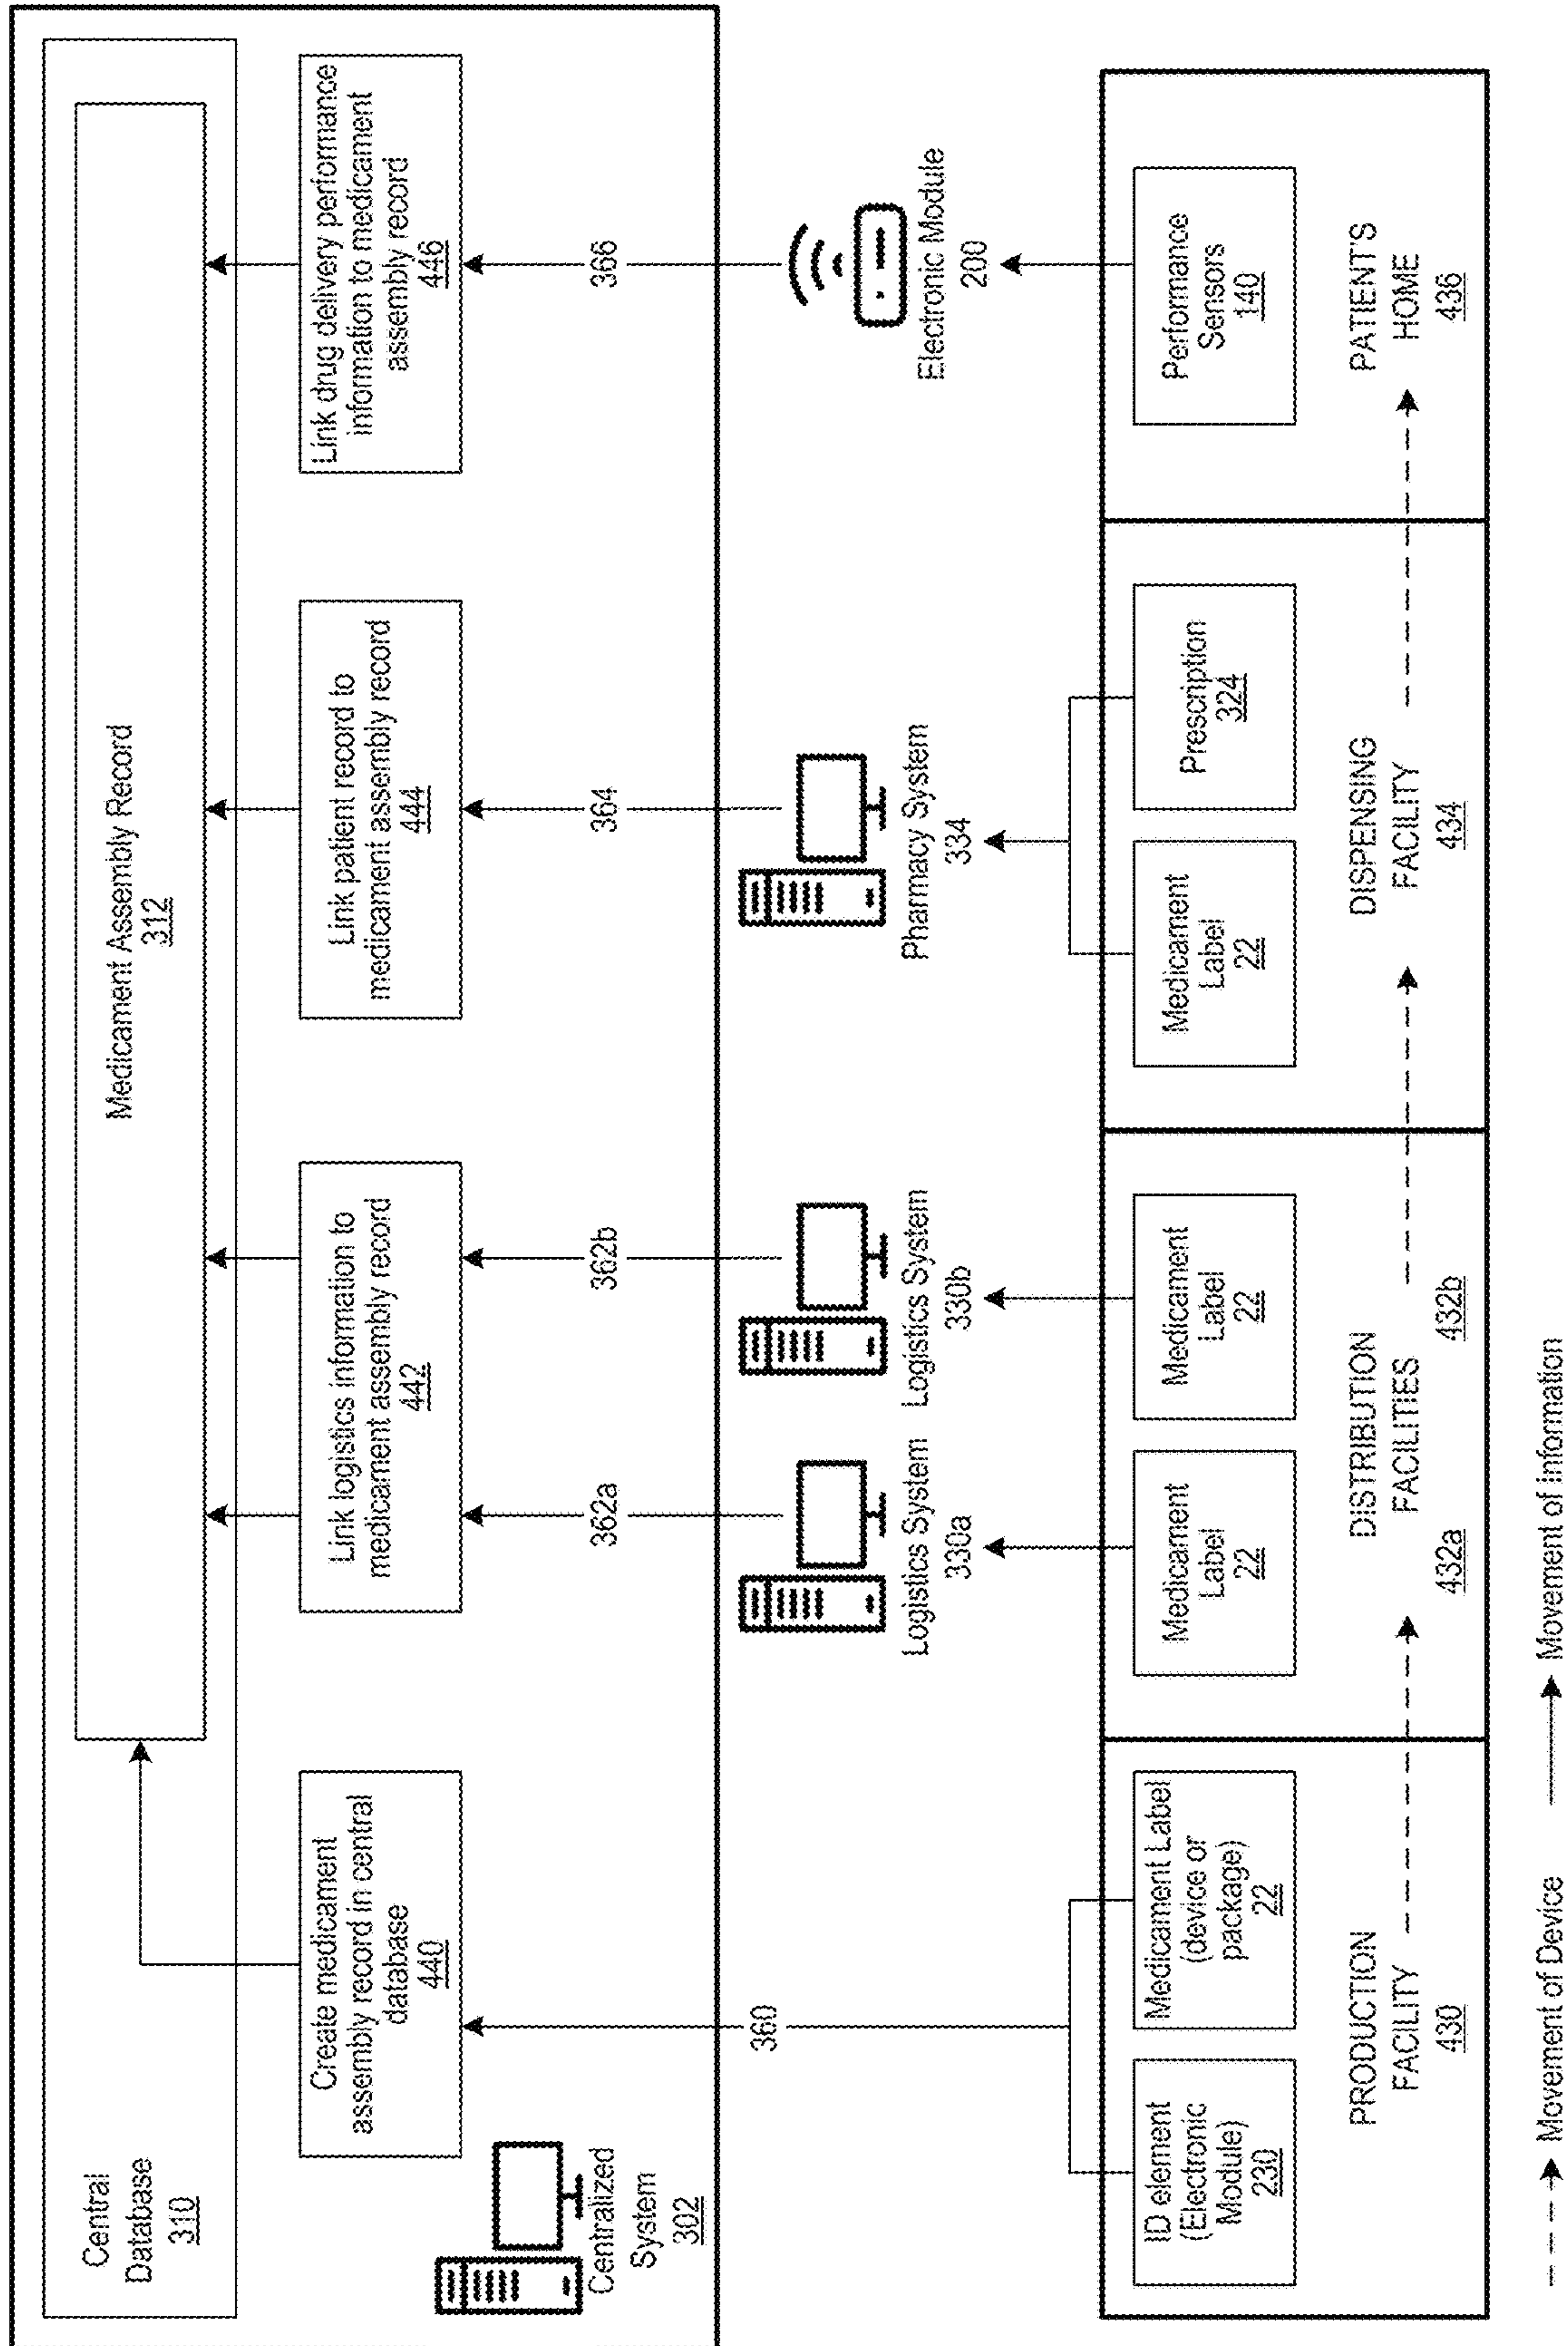 Central
Database
310
Medicament Assembly Record
312
Centralized
System
302
Create medicament
assembly record in central
database
440
Link logistics information to
medicament assembly record
442
Link patient record to
medicament assembly record
444
Link drug delivery performance
information to medicament
assembly record
446
360
362a
362b
364
366
Logistics System
330a
Logistics System
330b
Pharmacy System
334
Electronic Module
200
ID element
(Electronic
Module)
230
Medicament Label
(device or
package)
22
PRODUCTION
FACILITY
430
Medicament
Label
22
Medicament
Label
22
DISTRIBUTION
FACILITIES
432a
432b
Medicament
Label
22
Prescription
324
DISPENSING
FACILITY
434
Performance
Sensors
140
PATIENT'S
HOME
436
Movement of Device
Movement of Information